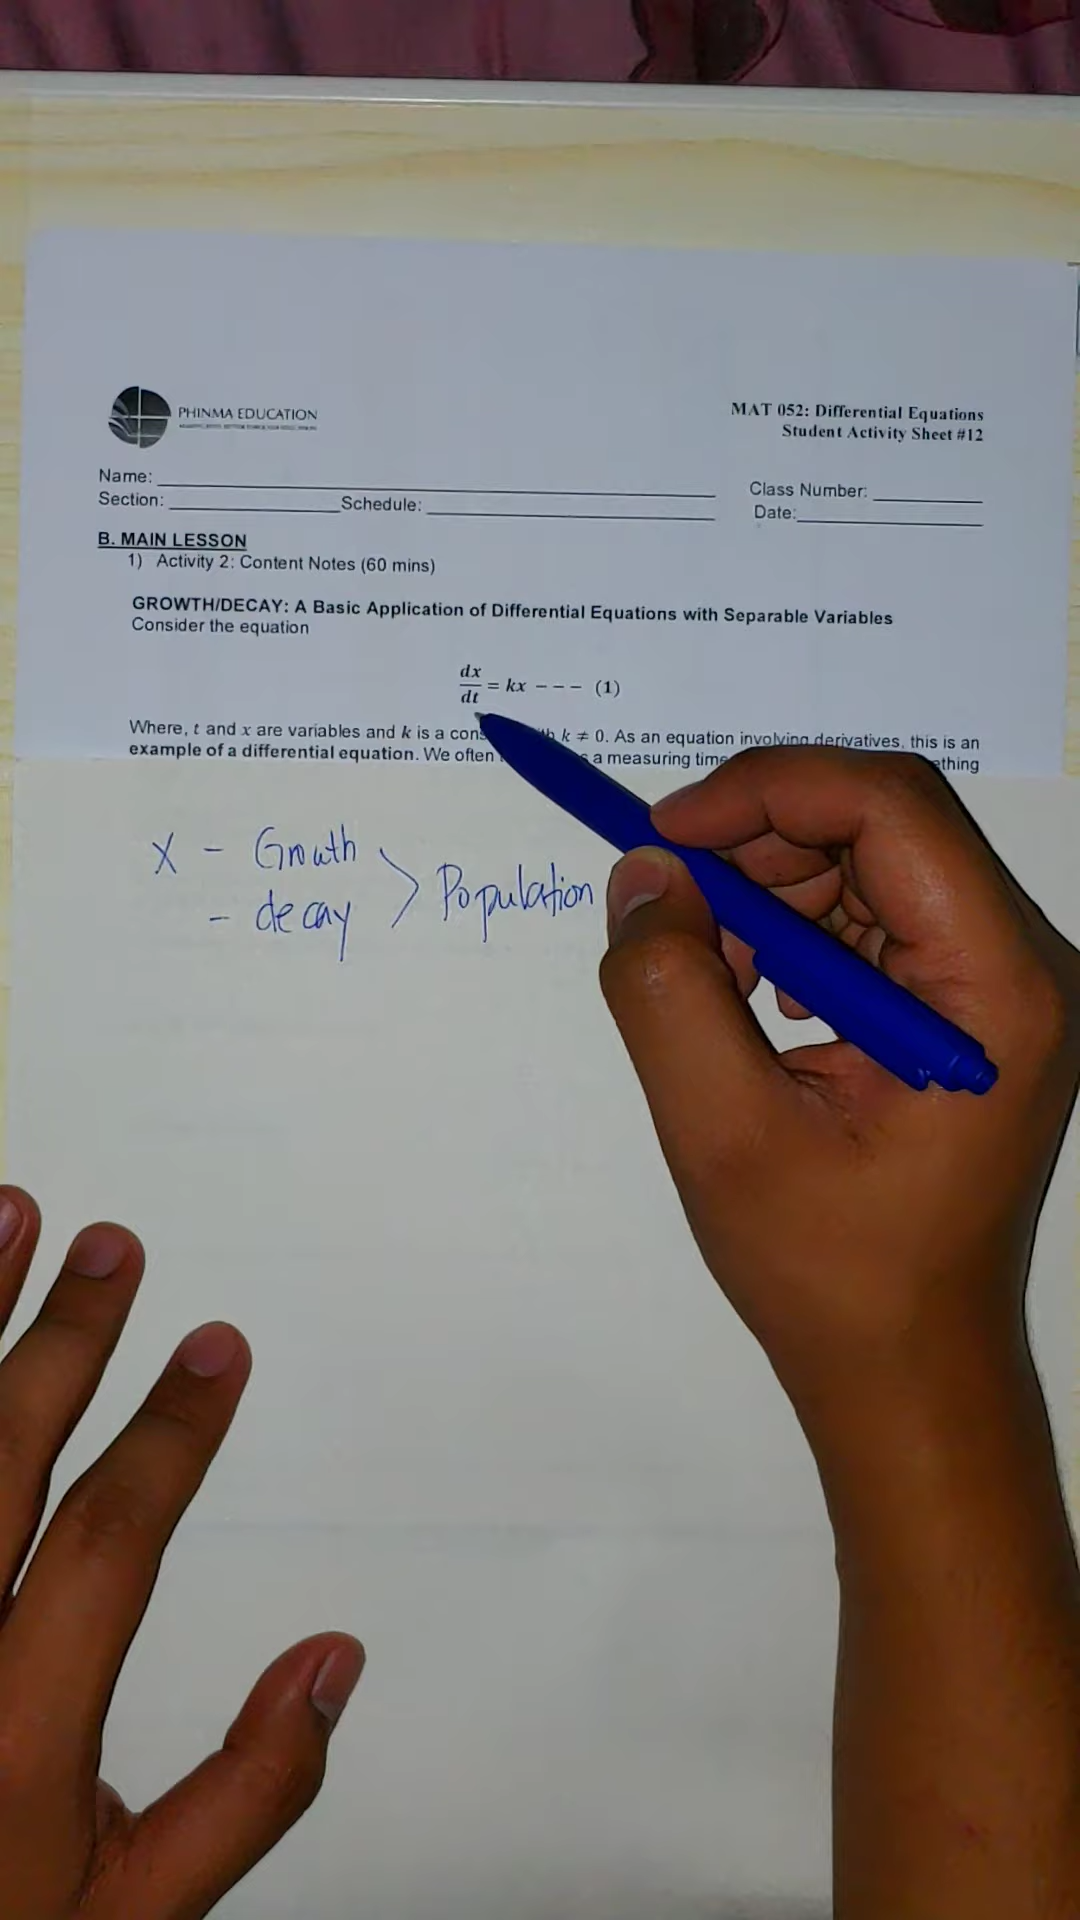 PHINMA EDUCATION
MAT 052: Differential Equations
Student Activity Sheet #12
Name:
Class Number:
Section: Schedule:
Date:
B. MAIN LESSON
1) Activity 2: Content Notes (60 mins)
GROWTH/DECAY: A Basic Application of Differential Equations with Separable Variables
Consider the equation
dx/dt = kx - - - (1)
Where, t and x are variables and k is a k ≠ 0. As an equation involving derivatives, this is an
example of a differential equation. We often a measuring
x - Growth
- decay > Population